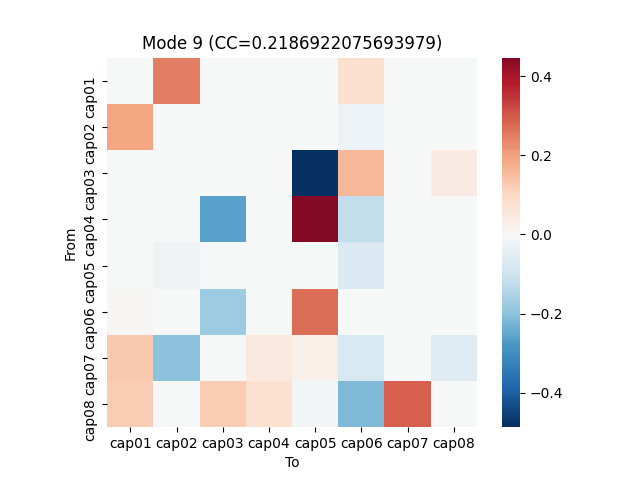 Mode 9 (CC=0.2186922075693979)
From
cap01
cap02
cap03
cap04
cap05
cap06
cap07
cap08
cap01 cap02 cap03 cap04 cap05 cap06 cap07 cap08
To
0.4
0.2
0.0
−0.2
−0.4